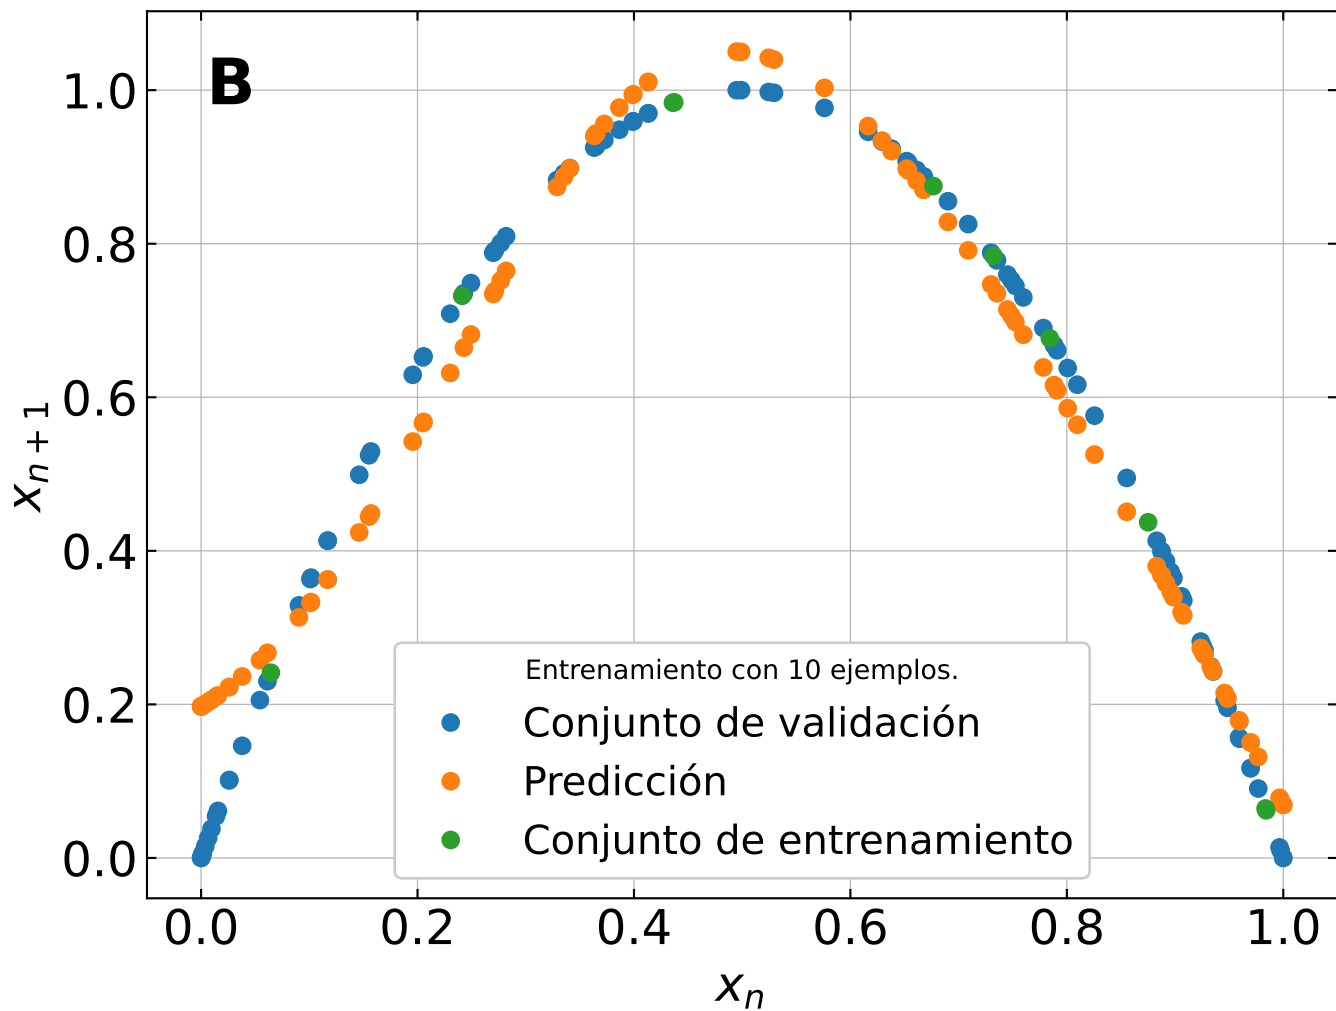 B
1.0
0.8
0.6
0.4
0.2
0.0
x_{n+1}
Entrenamiento con 10 ejemplos.
Conjunto de validación
Predicción
Conjunto de entrenamiento
0.0 0.2 0.4 0.6 0.8 1.0
x_n